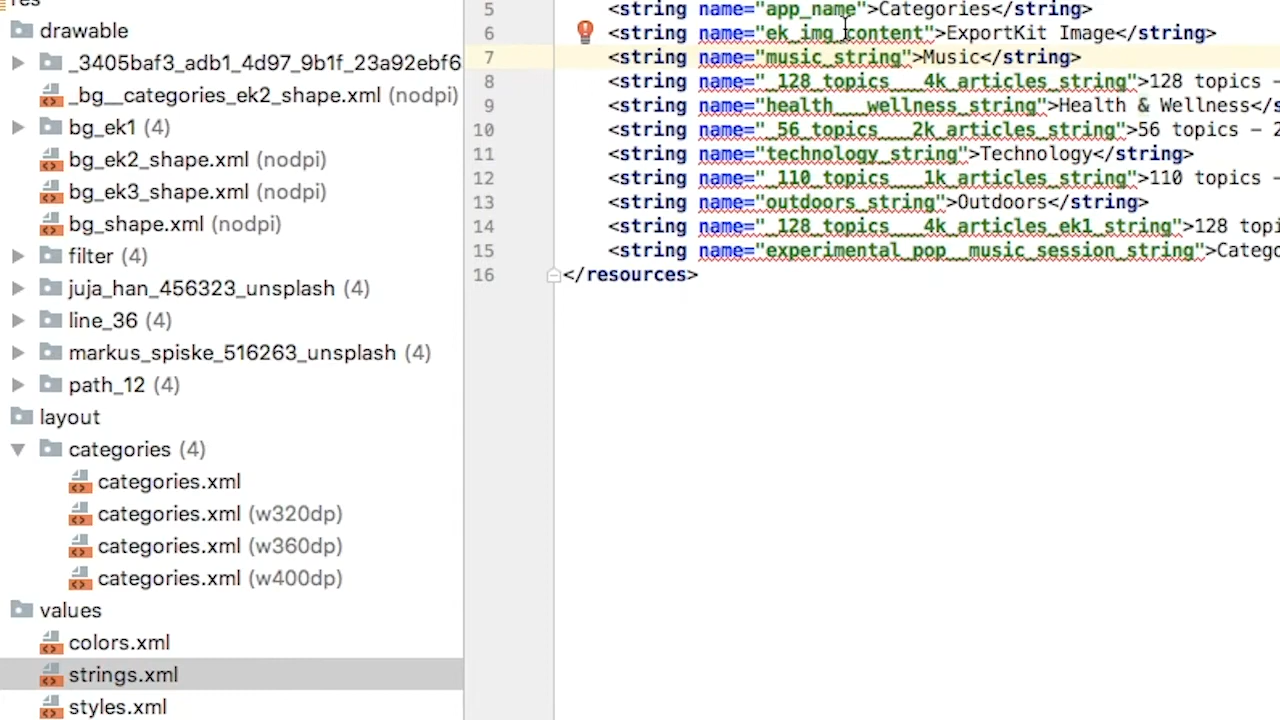 res
drawable
_3405baf3_adb1_4d97_9b1f_23a92ebf6
_bg__categories_ek2_shape.xml (nodpi)
bg_ek1 (4)
bg_ek2_shape.xml (nodpi)
bg_ek3_shape.xml (nodpi)
bg_shape.xml (nodpi)
filter (4)
juja_han_456323_unsplash (4)
line_36 (4)
markus_spiske_516263_unsplash (4)
path_12 (4)
layout
categories (4)
categories.xml
categories.xml (w320dp)
categories.xml (w360dp)
categories.xml (w400dp)
values
colors.xml
strings.xml
styles.xml
5 <string name="app_name">Categories</string>
6 <string name="ek_img_content">ExportKit Image</string>
7 <string name="music_string">Music</string>
8 <string name="_128_topics___4k_articles_string">128 topics –
9 <string name="health___wellness_string">Health & Wellness</s
10 <string name="_56_topics___2k_articles_string">56 topics – 2
11 <string name="technology_string">Technology</string>
12 <string name="_110_topics___1k_articles_string">110 topics –
13 <string name="outdoors_string">Outdoors</string>
14 <string name="_128_topics___4k_articles_ek1_string">128 topi
15 <string name="experimental_pop__music_session_string">Catego
16 </resources>